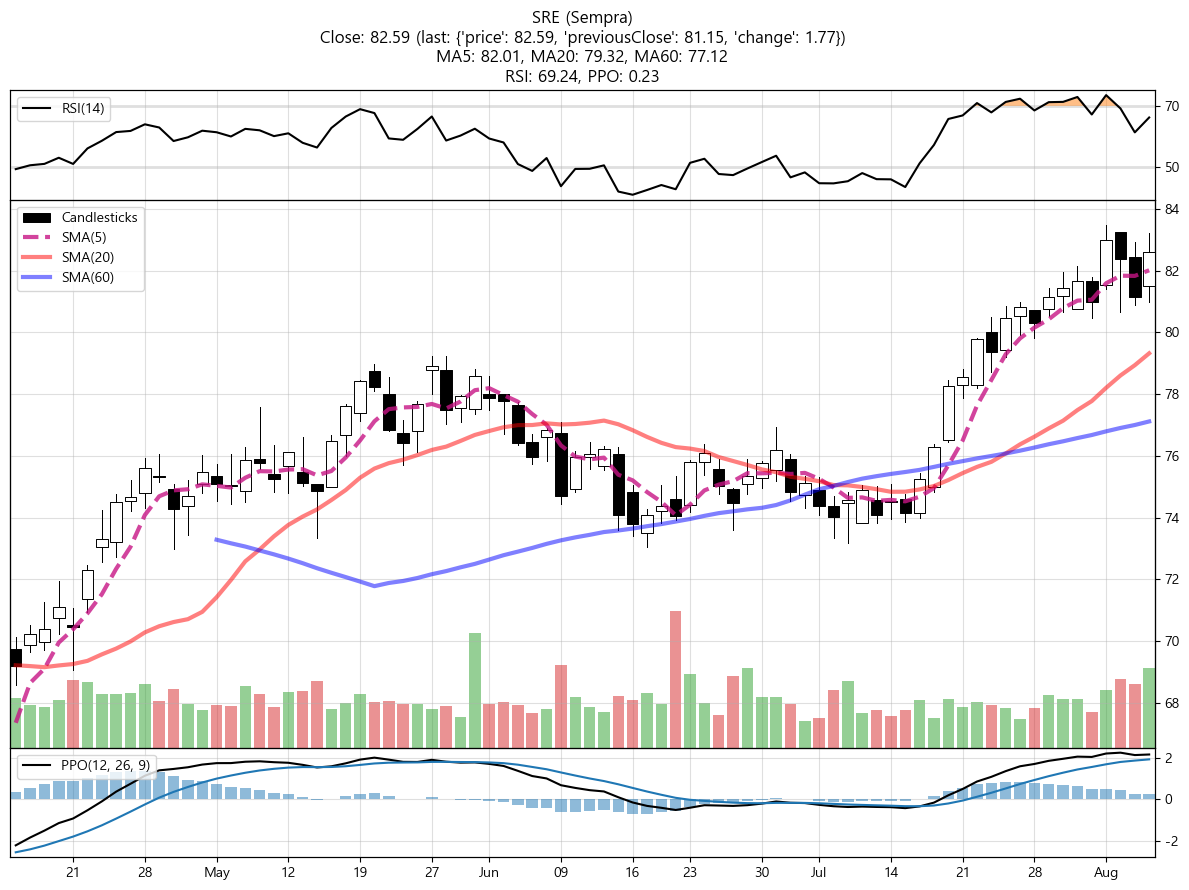 SRE (Sempra)
Close: 82.59 (last: {'price': 82.59, 'previousClose': 81.15, 'change': 1.77})
MA5: 82.01, MA20: 79.32, MA60: 77.12
RSI: 69.24, PPO: 0.23
RSI(14)
70
50
Candlesticks
SMA(5)
SMA(20)
SMA(60)
84
82
80
78
76
74
72
70
68
PPO(12, 26, 9)
2
0
-2
21 28 May 12 19 27 Jun 09 16 23 30 Jul 14 21 28 Aug